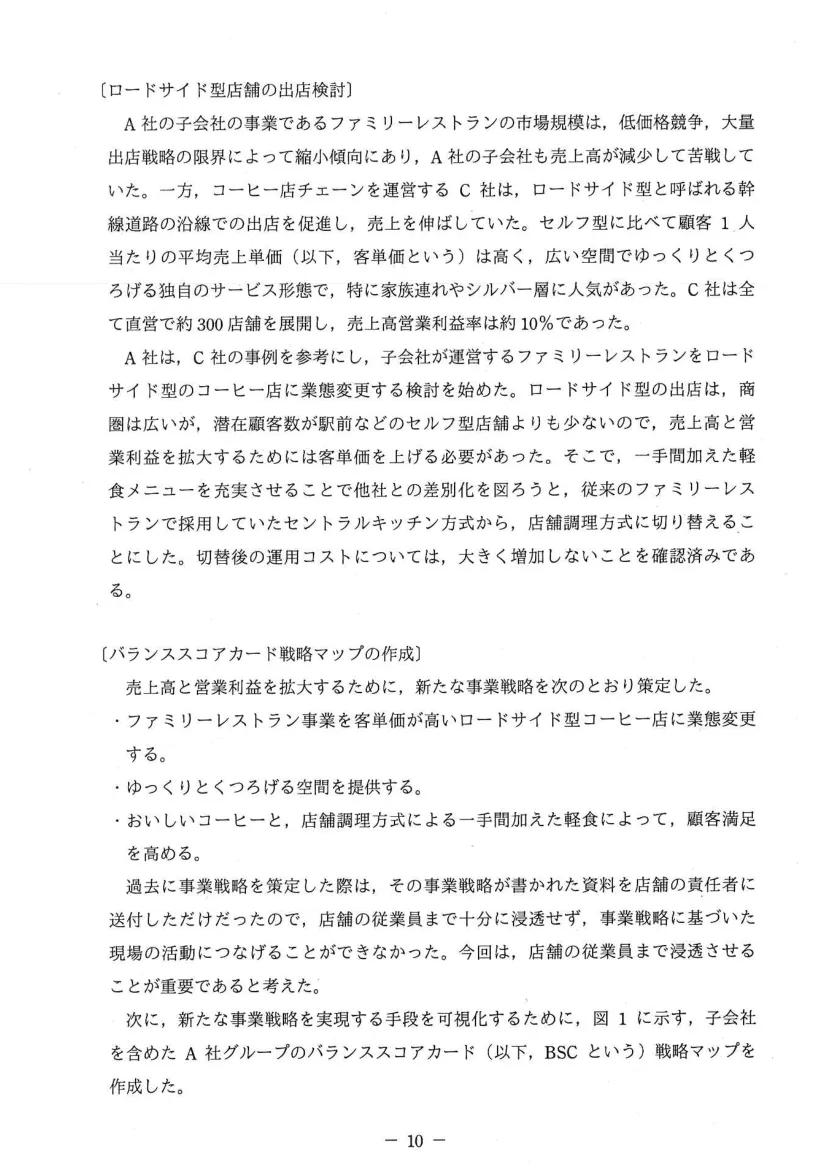 〔ロードサイド型店舗の出店検討〕
A 社の子会社の事業であるファミリーレストランの市場規模は，低価格競争，大量
出店戦略の限界によって縮小傾向にあり，A 社の子会社も売上高が減少して苦戦して
いた。一方，コーヒー店チェーンを運営する C 社は，ロードサイド型と呼ばれる幹
線道路の沿線での出店を促進し，売上を伸ばしていた。セルフ型に比べて顧客 1 人
当たりの平均売上単価（以下，客単価という）は高く，広い空間でゆっくりとくつ
ろげる独自のサービス形態で，特に家族連れやシルバー層に人気があった。C 社は全
て直営で約 300 店舗を展開し，売上高営業利益率は約 10％であった。
A 社は，C 社の事例を参考にし，子会社が運営するファミリーレストランをロード
サイド型のコーヒー店に業態変更する検討を始めた。ロードサイド型の出店は，商
圏は広いが，潜在顧客数が駅前などのセルフ型店舗よりも少ないので，売上高と営
業利益を拡大するためには客単価を上げる必要があった。そこで，一手間加えた軽
食メニューを充実させることで他社との差別化を図ろうと，従来のファミリーレス
トランで採用していたセントラルキッチン方式から，店舗調理方式に切り替えるこ
とにした。切替後の運用コストについては，大きく増加しないことを確認済みであ
る。
〔バランススコアカード戦略マップの作成〕
売上高と営業利益を拡大するために，新たな事業戦略を次のとおり策定した。
・ファミリーレストラン事業を客単価が高いロードサイド型コーヒー店に業態変更
する。
・ゆっくりとくつろげる空間を提供する。
・おいしいコーヒーと，店舗調理方式による一手間加えた軽食によって，顧客満足
を高める。
過去に事業戦略を策定した際は，その事業戦略が書かれた資料を店舗の責任者に
送付しただけだったので，店舗の従業員まで十分に浸透せず，事業戦略に基づいた
現場の活動につなげることができなかった。今回は，店舗の従業員まで浸透させる
ことが重要であると考えた。
次に，新たな事業戦略を実現する手段を可視化するために，図 1 に示す，子会社
を含めた A 社グループのバランススコアカード（以下，BSC という）戦略マップを
作成した。
－ 10 －